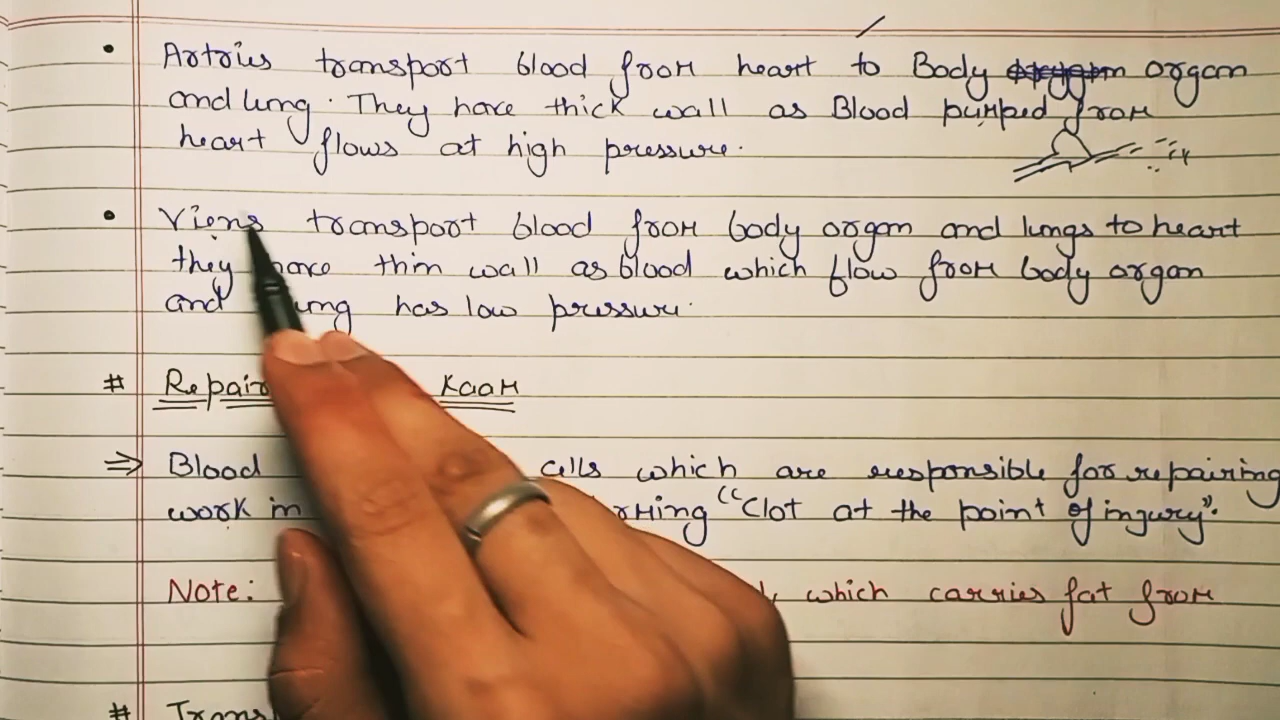 Artries transport blood from heart to Body organ
and lung. They have thick wall as Blood pumped from
heart flows at high pressure.
Viens transport blood from body organ and lungs to heart
they have thin wall as blood which flow from body organ
and lung has low pressure.
# Repair Kaam
⇒ Blood cells which are responsible for repairing
work in "Clot at the point of ingury".
Note: which carries fat from
#